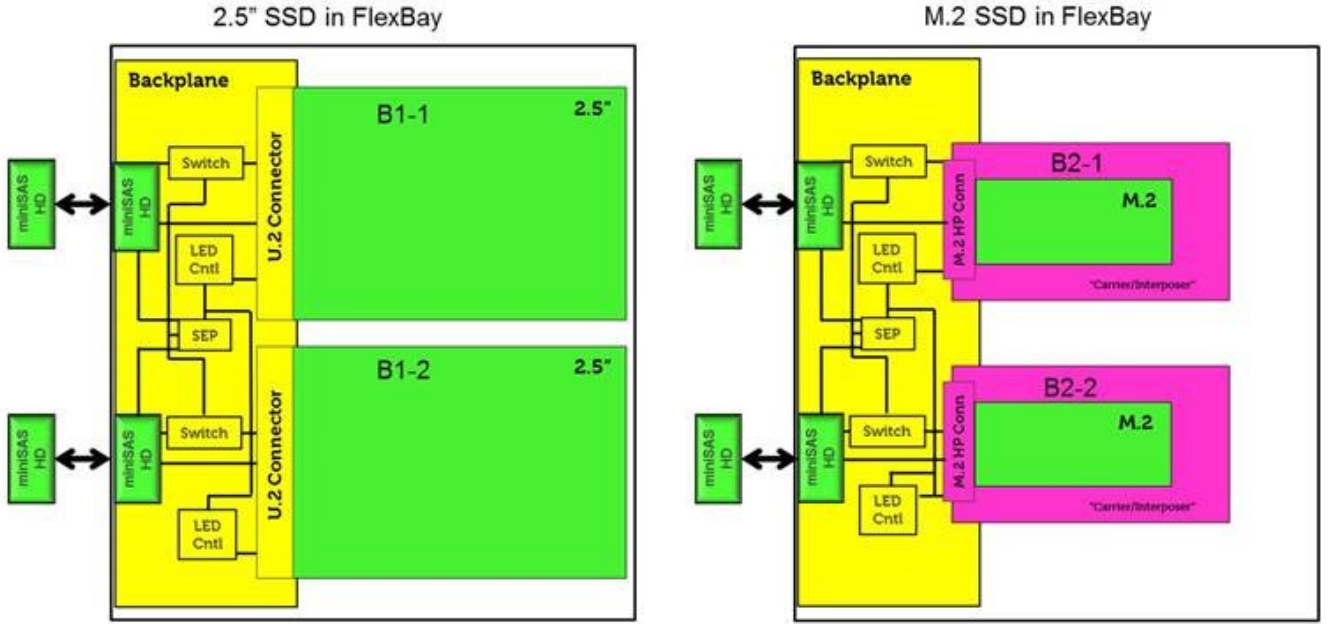 2.5” SSD in FlexBay
Backplane
B1-1
2.5”
Switch
miniSAS
HD
miniSAS
HD
U.2 Connector
LED
Cntl
SEP
B1-2
2.5”
Switch
miniSAS
HD
miniSAS
HD
U.2 Connector
LED
Cntl
M.2 SSD in FlexBay
Backplane
Switch
B2-1
M.2
miniSAS
HD
miniSAS
HD
M.2 HP Conn
LED
Cntl
"Carrier/Interposer"
SEP
B2-2
M.2
Switch
miniSAS
HD
miniSAS
HD
M.2 HP Conn
LED
Cntl
"Carrier/Interposer"